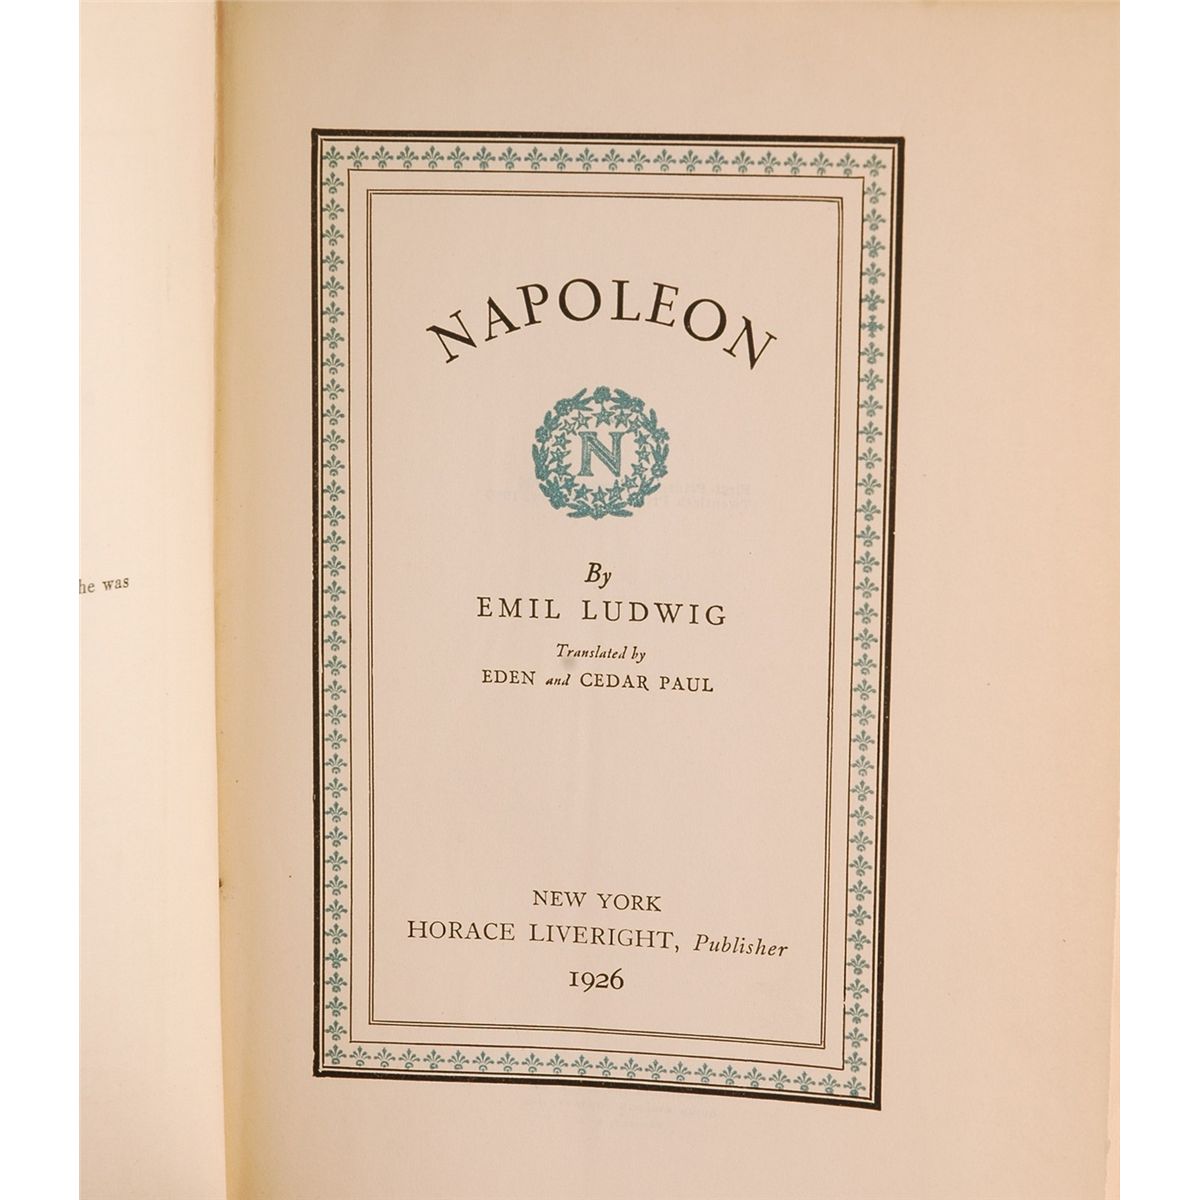 he was
NAPOLEON
N
By
EMIL LUDWIG
Translated by
EDEN and CEDAR PAUL
NEW YORK
HORACE LIVERIGHT, Publisher
1926